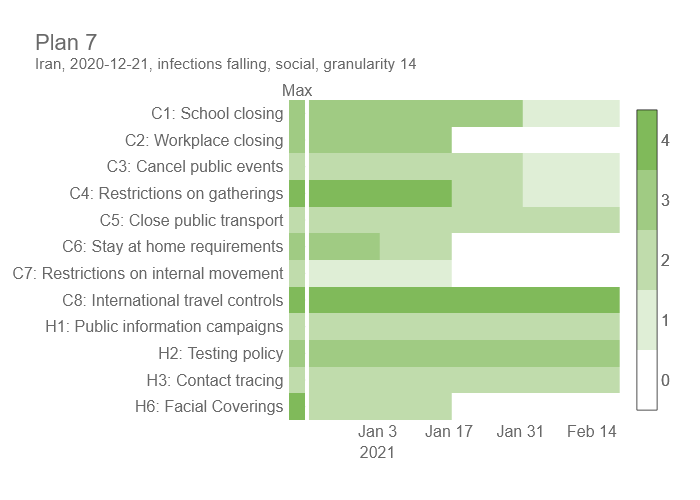 Plan 7
Iran, 2020-12-21, infections falling, social, granularity 14
Max
C1: School closing
C2: Workplace closing
C3: Cancel public events
C4: Restrictions on gatherings
C5: Close public transport
C6: Stay at home requirements
C7: Restrictions on internal movement
C8: International travel controls
H1: Public information campaigns
H2: Testing policy
H3: Contact tracing
H6: Facial Coverings
Jan 3 Jan 17 Jan 31 Feb 14
2021
4
3
2
1
0